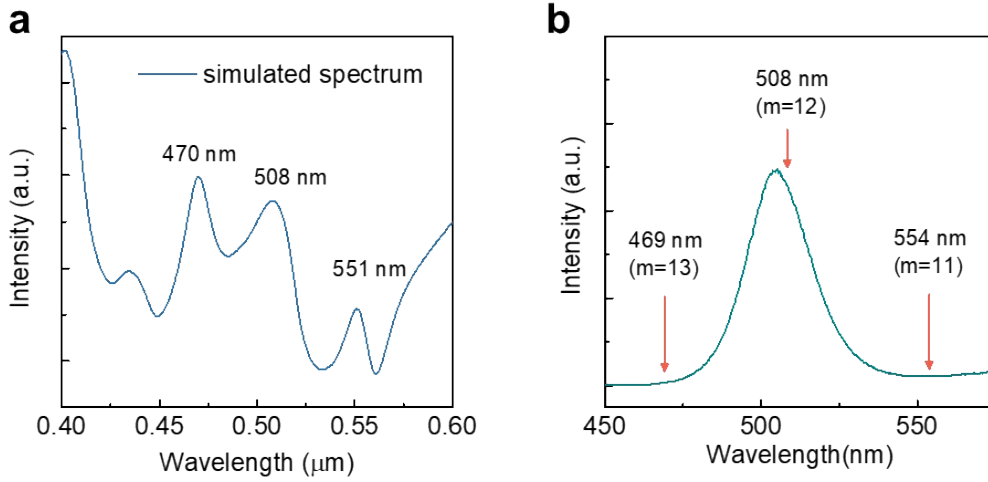 a
simulated spectrum
470 nm
508 nm
551 nm
Intensity (a.u.)
0.40
0.45
0.50
0.55
0.60
Wavelength (μm)
b
508 nm
(m=12)
469 nm
(m=13)
554 nm
(m=11)
Intensity (a.u.)
450
500
550
Wavelength(nm)